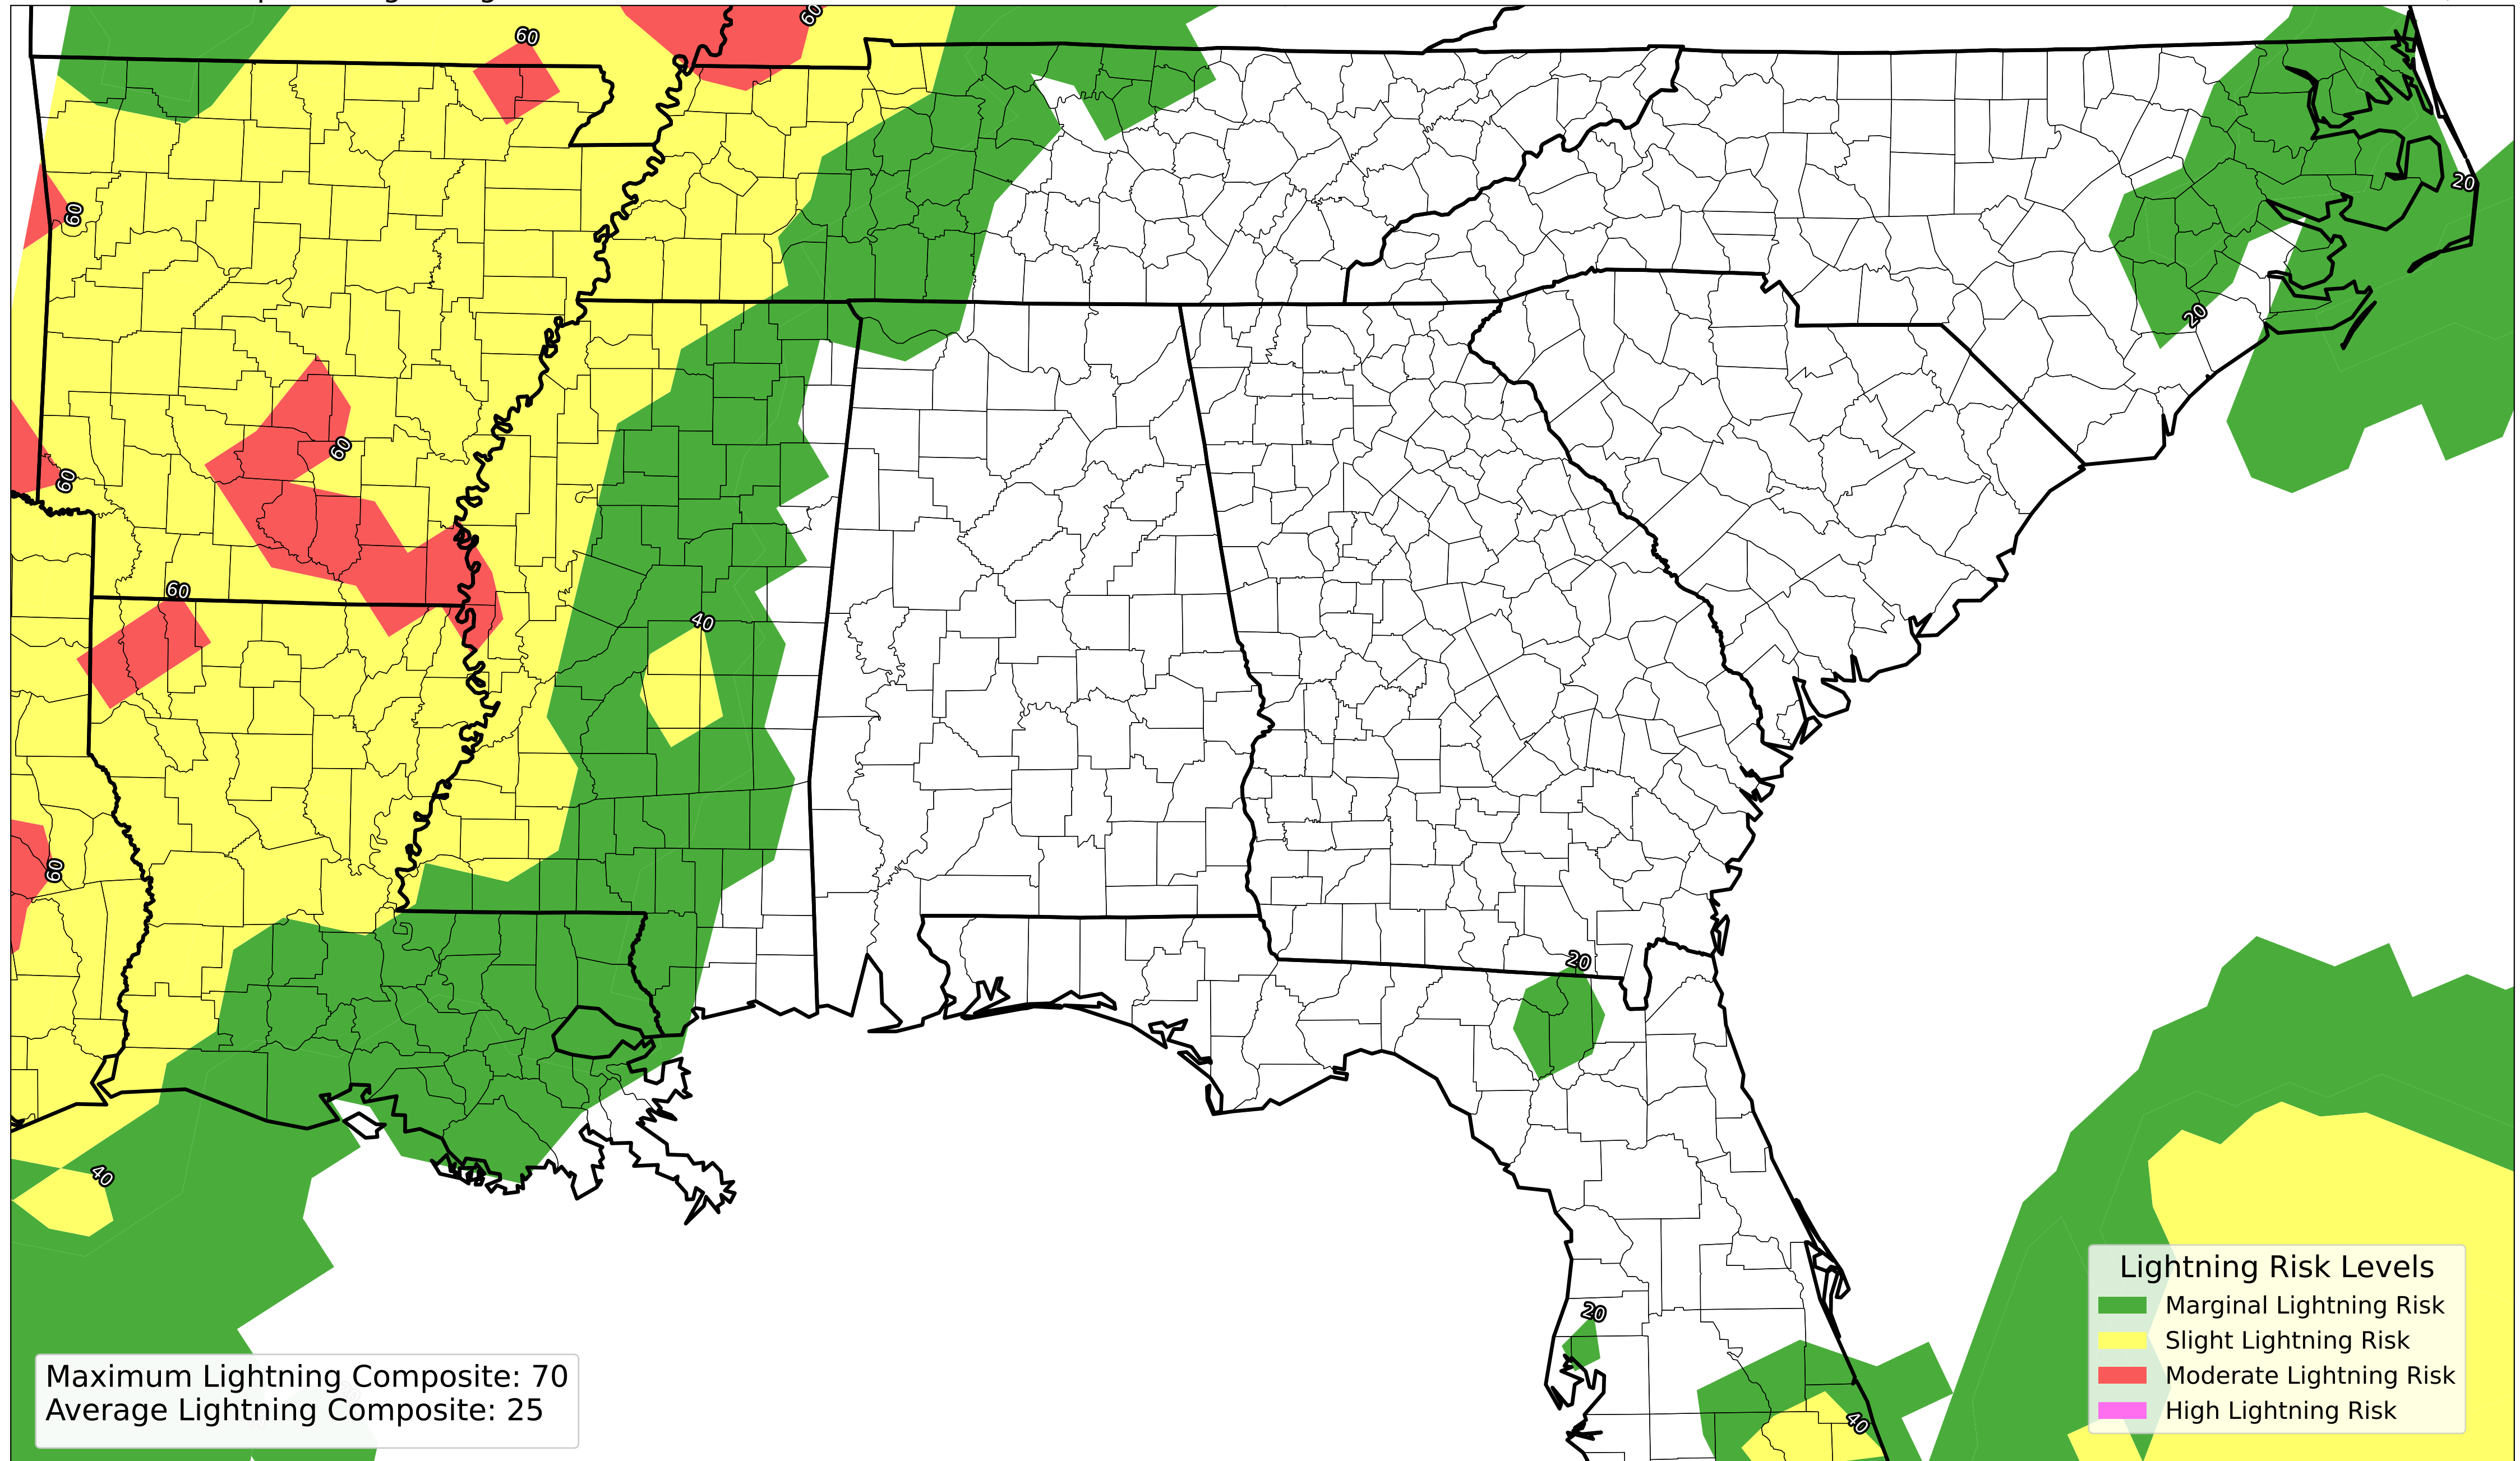 60
60
60
20
20
60
60
60
40
60
20
40
20
40
Lightning Risk Levels
Marginal Lightning Risk
Slight Lightning Risk
Moderate Lightning Risk
High Lightning Risk
Maximum Lightning Composite: 70
Average Lightning Composite: 25